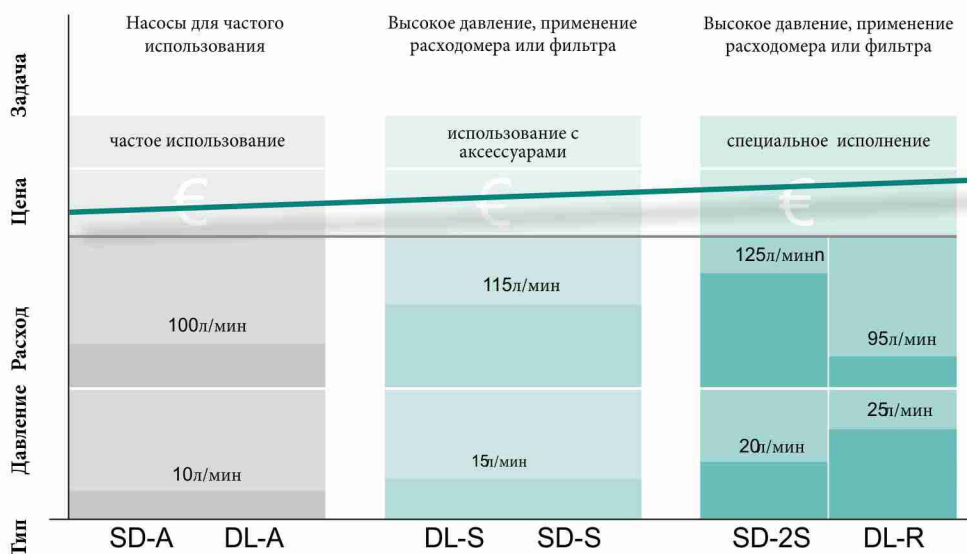 Насосы для частого
использования
Высокое давление, применение
расходомера или фильтра
Высокое давление, применение
расходомера или фильтра
Задача
частое использование
использование с
аксессуарами
специальное исполнение
Цена
€
€
€
Расход
100л/мин
115л/мин
125л/минn
95л/мин
Давление
10л/мин
15л/мин
20л/мин
25л/мин
Тип
SD-A DL-A
DL-S SD-S
SD-2S DL-R